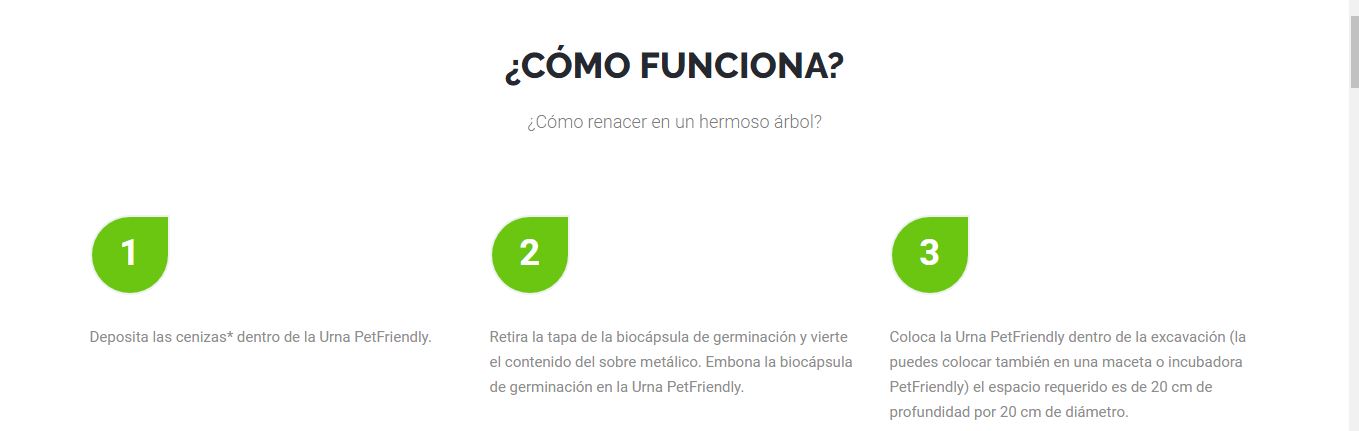 ¿CÓMO FUNCIONA?
¿Cómo renacer en un hermoso árbol?
1
Deposita las cenizas* dentro de la Urna PetFriendly.
2
Retira la tapa de la biocápsula de germinación y vierte
el contenido del sobre metálico. Embona la biocápsula
de germinación en la Urna PetFriendly.
3
Coloca la Urna PetFriendly dentro de la excavación (la
puedes colocar también en una maceta o incubadora
PetFriendly) el espacio requerido es de 20 cm de
profundidad por 20 cm de diámetro.